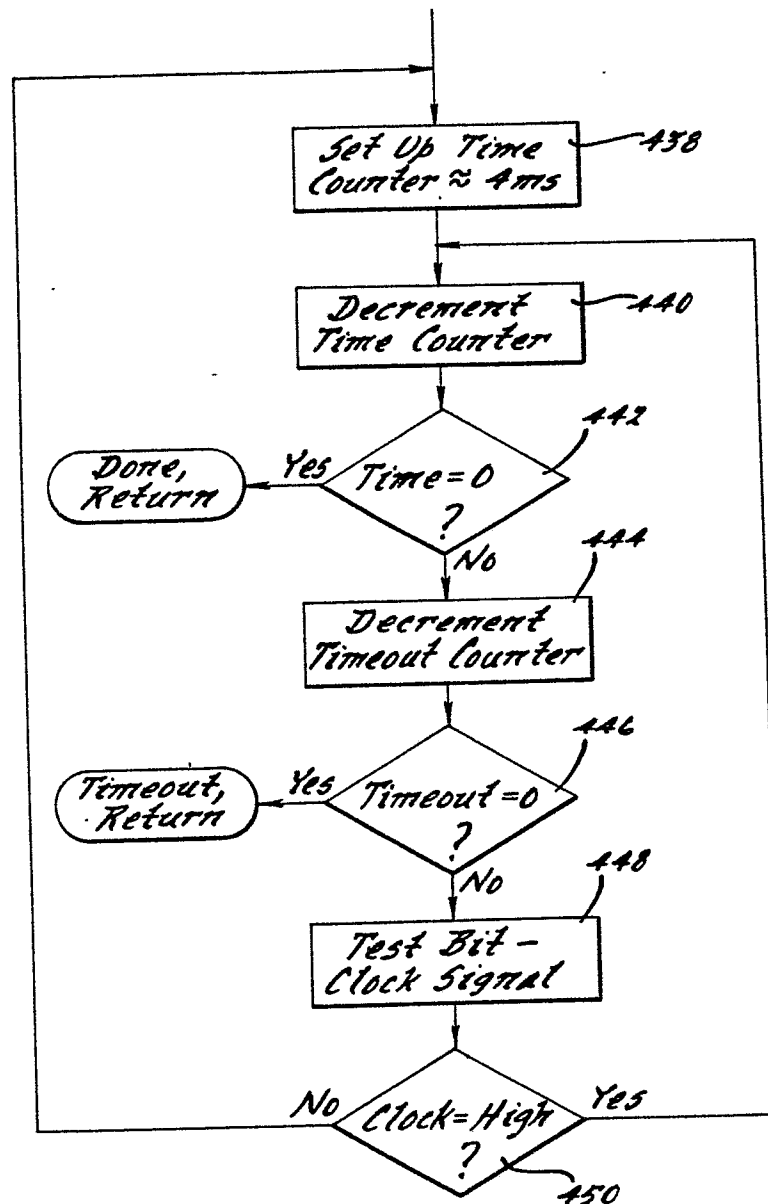 Set Up Time
Counter ≈ 4ms
438
Decrement
Time Counter
440
442
Done,
Return
Yes
Time=0
?
No
444
Decrement
Timeout Counter
446
Timeout,
Return
Yes
Timeout=0
?
No
448
Test Bit-
Clock Signal
No
Clock=High
?
Yes
450